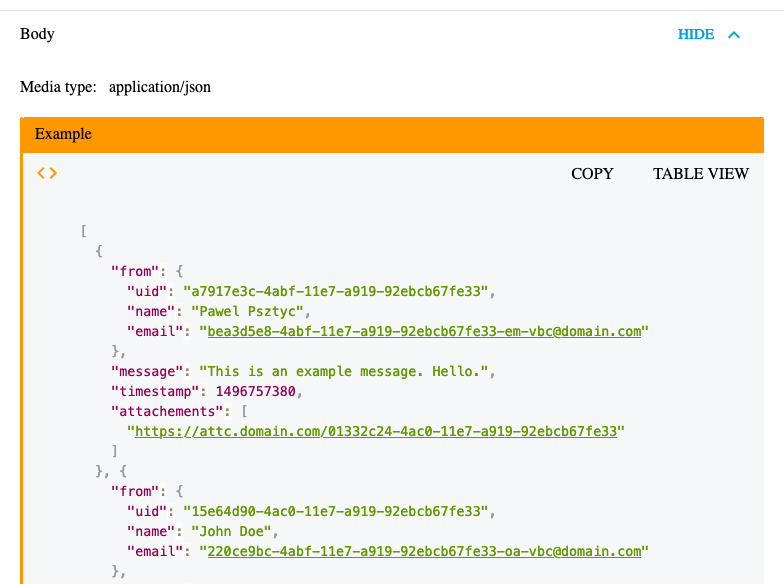 Body
HIDE
Media type: application/json
Example
<> COPY TABLE VIEW
[
{
"from": {
"uid": "a7917e3c-4abf-11e7-a919-92ebcb67fe33",
"name": "Pawel Psztyc",
"email": "bea3d5e8-4abf-11e7-a919-92ebcb67fe33-em-vbc@domain.com"
},
"message": "This is an example message. Hello.",
"timestamp": 1496757380,
"attachements": [
"https://attc.domain.com/01332c24-4ac0-11e7-a919-92ebcb67fe33"
]
}, {
"from": {
"uid": "15e64d90-4ac0-11e7-a919-92ebcb67fe33",
"name": "John Doe",
"email": "220ce9bc-4abf-11e7-a919-92ebcb67fe33-oa-vbc@domain.com"
},